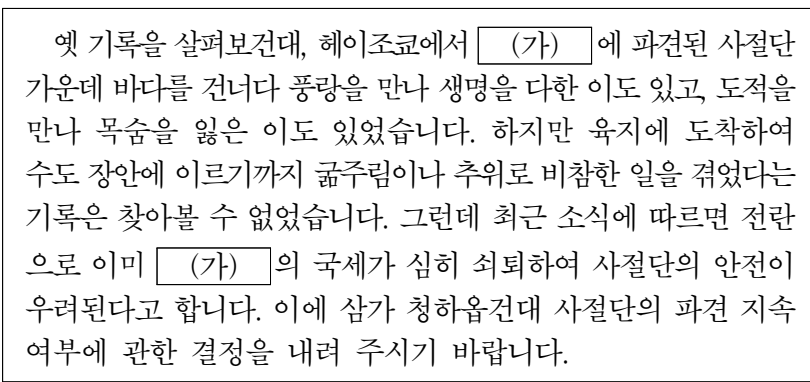 옛 기록을 살펴보건대, 헤이조쿄에서 (가) 에 파견된 사절단
가운데 바다를 건너다 풍랑을 만나 생명을 다한 이도 있고, 도적을
만나 목숨을 잃은 이도 있었습니다. 하지만 육지에 도착하여
수도 장안에 이르기까지 굶주림이나 추위로 비참한 일을 겪었다는
기록은 찾아볼 수 없었습니다. 그런데 최근 소식에 따르면 전란
으로 이미 (가) 의 국세가 심히 쇠퇴하여 사절단의 안전이
우려된다고 합니다. 이에 삼가 청하옵건대 사절단의 파견 지속
여부에 관한 결정을 내려 주시기 바랍니다.